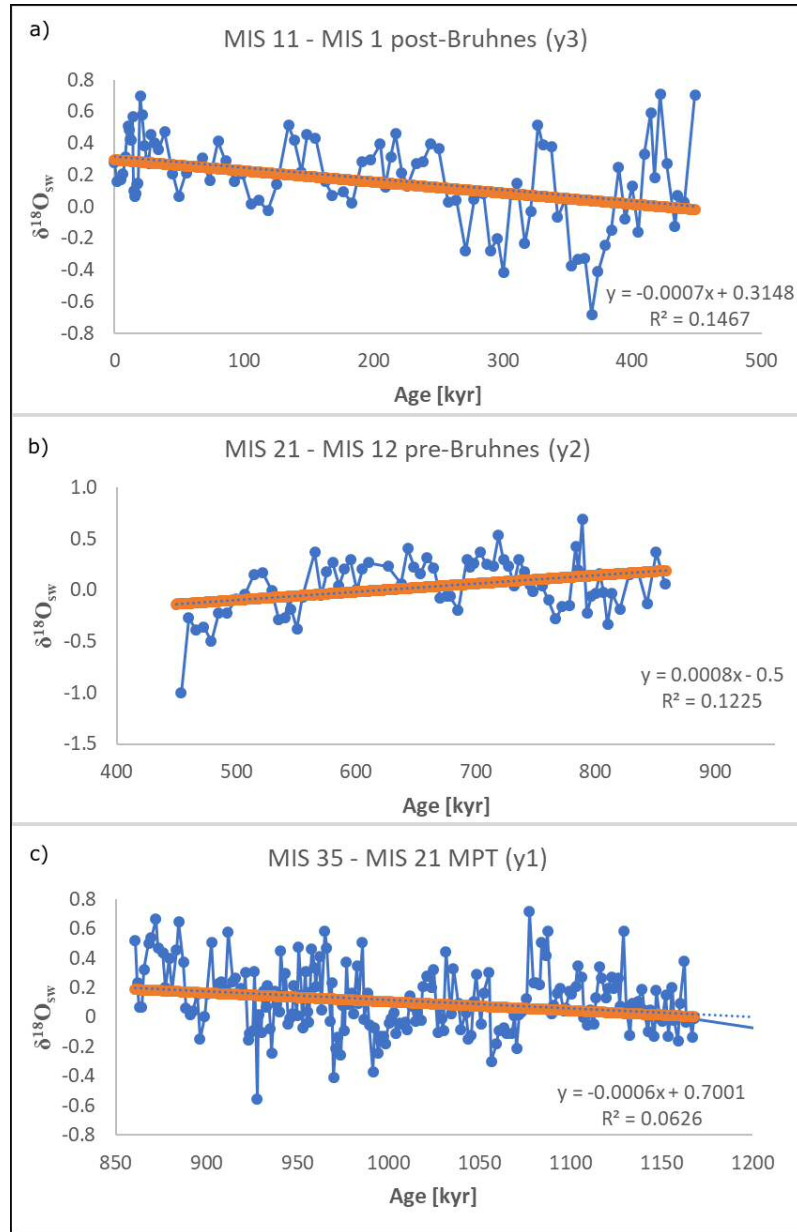 a)
MIS 11 - MIS 1 post-Bruhnes (y3)
0.8
0.6
0.4
0.2
0.0
-0.2
-0.4
-0.6
-0.8
δ¹⁸Osw
y = -0.0007x + 0.3148
R² = 0.1467
0 100 200 300 400 500
Age [kyr]
b)
MIS 21 - MIS 12 pre-Bruhnes (y2)
1.0
0.5
0.0
-0.5
-1.0
-1.5
δ¹⁸Osw
y = 0.0008x - 0.5
R² = 0.1225
400 500 600 700 800 900
Age [kyr]
c)
MIS 35 - MIS 21 MPT (y1)
0.8
0.6
0.4
0.2
0
-0.2
-0.4
-0.6
-0.8
δ¹⁸Osw
y = -0.0006x + 0.7001
R² = 0.0626
850 900 950 1000 1050 1100 1150 1200
Age [kyr]